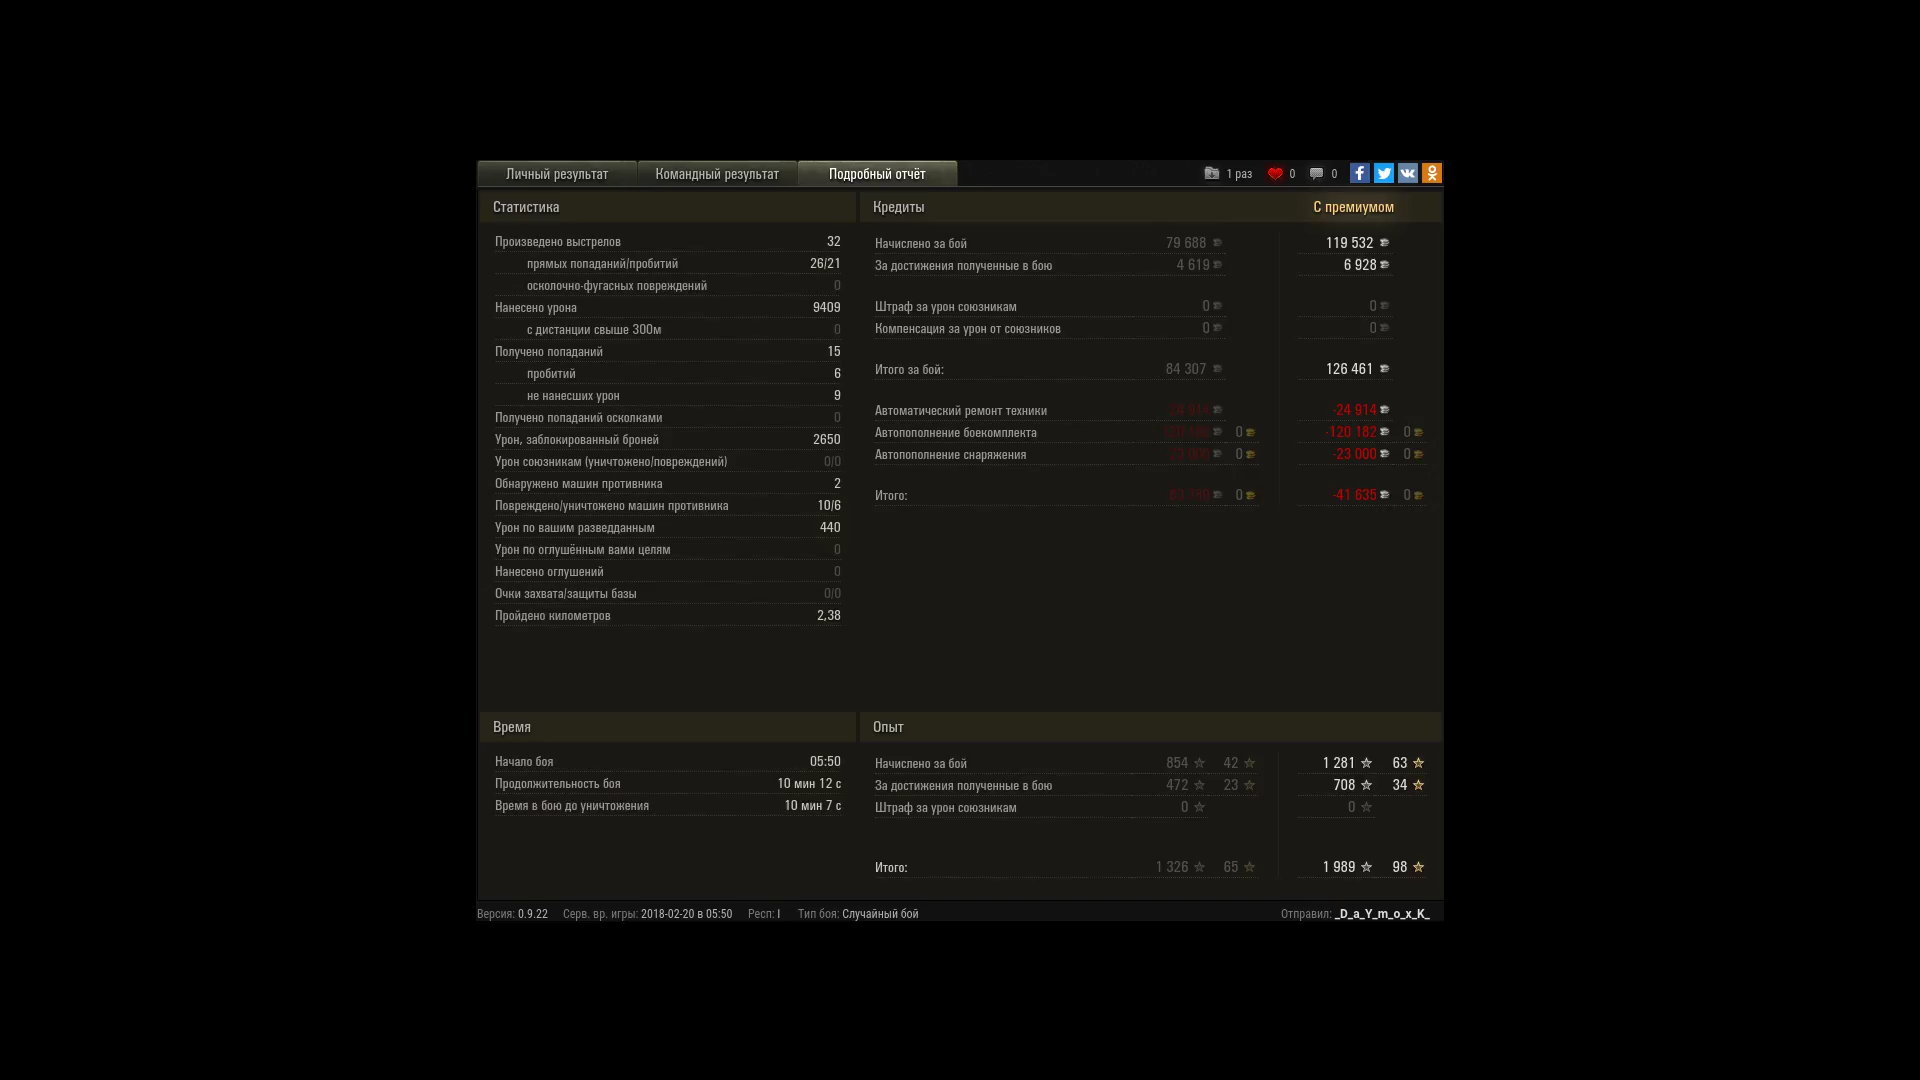 Личный результат Командный результат Подробный отчёт 1 раз 0 0
Статистика
Произведено выстрелов 32
прямых попаданий/пробитий 26/21
осколочно-фугасных повреждений 0
Нанесено урона 9409
с дистанции свыше 300м 0
Получено попаданий 15
пробитий 6
не нанесших урон 9
Получено попаданий осколками 0
Урон, заблокированный броней 2650
Урон союзникам (уничтожено/повреждений) 0/0
Обнаружено машин противника 2
Повреждено/уничтожено машин противника 10/6
Урон по вашим разведданным 440
Урон по оглушённым вами целям 0
Нанесено оглушений 0
Очки захвата/защиты базы 0/0
Пройдено километров 2,38
Кредиты С премиумом
Начислено за бой 79 688 119 532
За достижения полученные в бою 4 619 6 928
Штраф за урон союзникам 0 0
Компенсация за урон от союзников 0 0
Итого за бой: 84 307 126 461
Автоматический ремонт техники -24 914
Автопополнение боекомплекта 0 -120 182 0
Автопополнение снаряжения 0 -23 000 0
Итого: 0 -41 635 0
Время
Начало боя 05:50
Продолжительность боя 10 мин 12 с
Время в бою до уничтожения 10 мин 7 с
Опыт
Начислено за бой 854 42 1 281 63
За достижения полученные в бою 472 23 708 34
Штраф за урон союзникам 0 0
Итого: 1 326 65 1 989 98
Версия: 0.9.22 Серв. вр. игры: 2018-02-20 в 05:50 Респ: I Тип боя: Случайный бой Отправил: _D_a_Y_m_o_x_K_